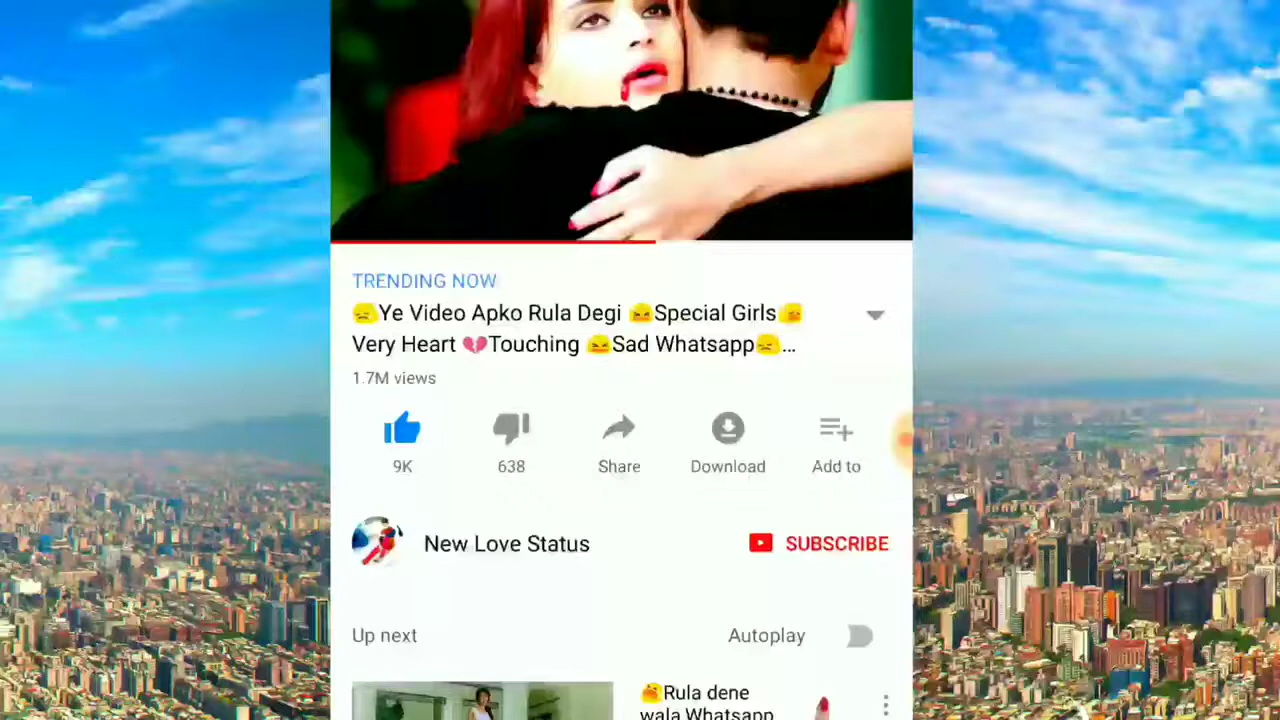 TRENDING NOW
😞Ye Video Apko Rula Degi 😝Special Girls😝
Very Heart 💔Touching 😝Sad Whatsapp😞...
1.7M views
9K
638
Share
Download
Add to
New Love Status
SUBSCRIBE
Up next
Autoplay
Rula dene
wala Whatsapp